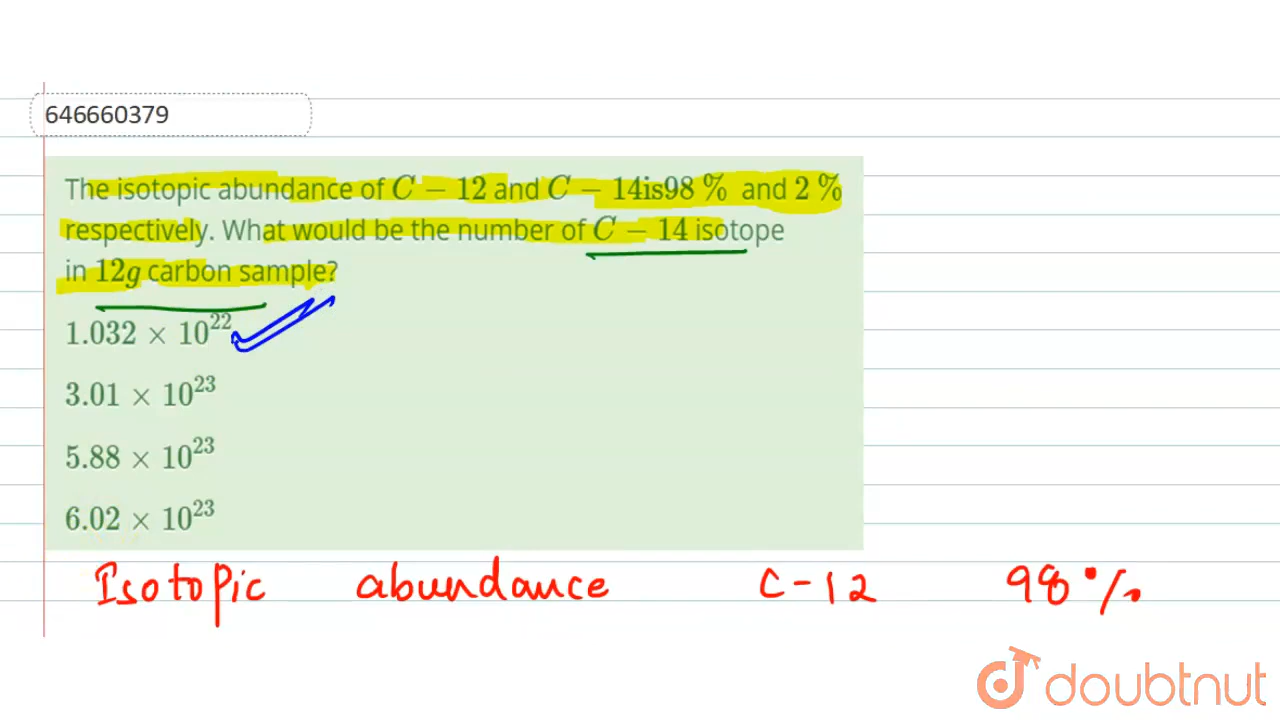 646660379
The isotopic abundance of C − 12 and C − 14is98 % and 2 %
respectively. What would be the number of C − 14 isotope
in 12g carbon sample?
1.032 × 10^22
3.01 × 10^23
5.88 × 10^23
6.02 × 10^23
Isotopic abundance C-12 98%
doubtnut